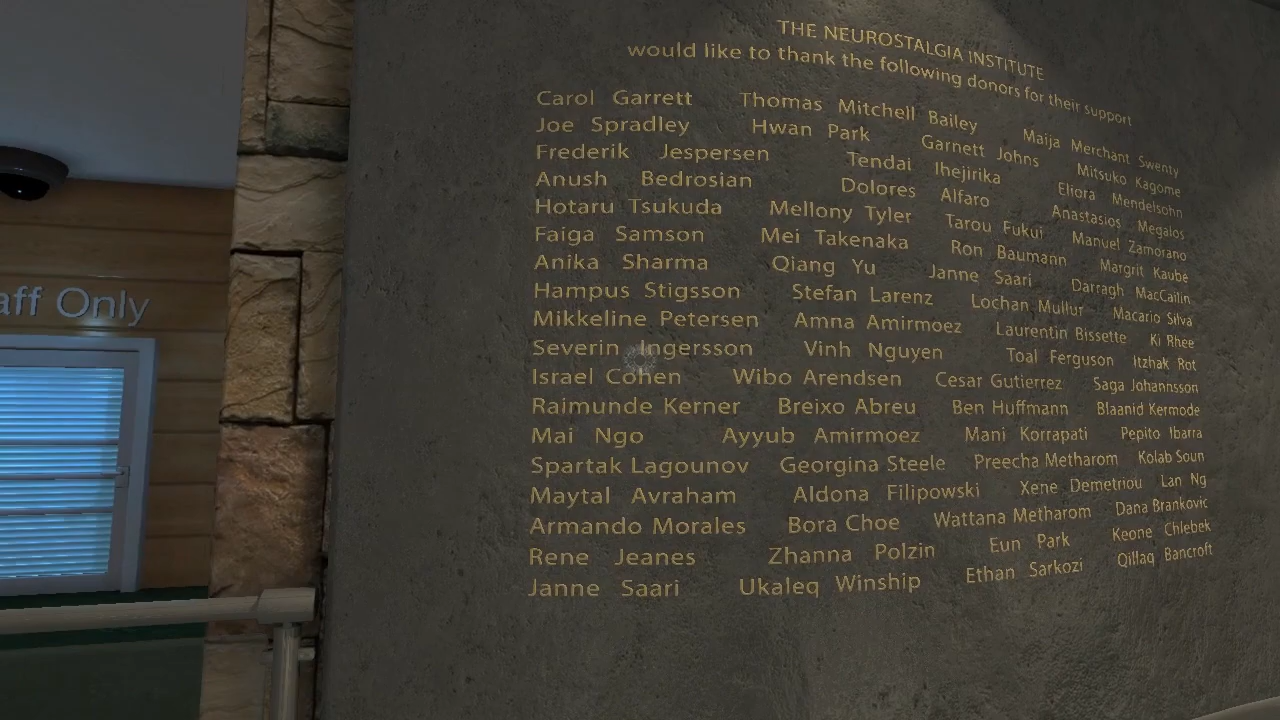 aff Only
THE NEUROSTALGIA INSTITUTE
would like to thank the following donors for their support
Carol Garrett Thomas Mitchell Bailey Maija Merchant Swenty
Joe Spradley Hwan Park Garnett Johns Mitsuko Kagome
Frederik Jespersen Tendai Ihejirika Eliora Mendelsohn
Anush Bedrosian Dolores Alfaro Anastasios Megalos
Hotaru Tsukuda Mellony Tyler Tarou Fukui Manuel Zamorano
Faiga Samson Mei Takenaka Ron Baumann Margrit Kaube
Anika Sharma Qiang Yu Janne Saari Darragh MacCailin
Hampus Stigsson Stefan Larenz Lochan Mullur Macario Silva
Mikkeline Petersen Amna Amirmoez Laurentin Bissette Ki Rhee
Severin Ingersson Vinh Nguyen Toal Ferguson Itzhak Rot
Israel Cohen Wibo Arendsen Cesar Gutierrez Saga Johannsson
Raimunde Kerner Breixo Abreu Ben Huffmann Blaanid Kermode
Mai Ngo Ayyub Amirmoez Mani Korrapati Pepito Ibarra
Spartak Lagounov Georgina Steele Preecha Metharom Kolab Soun
Maytal Avraham Aldona Filipowski Xene Demetriou Lan Ng
Armando Morales Bora Choe Wattana Metharom Dana Brankovic
Rene Jeanes Zhanna Polzin Eun Park Keone Chlebek
Janne Saari Ukaleq Winship Ethan Sarkozi Qillaq Bancroft